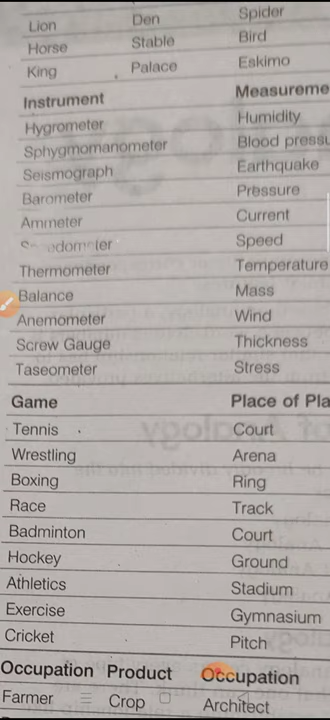 Lion Den Spider
Horse Stable Bird
King Palace Eskimo
Instrument Measureme
Hygrometer Humidity
Sphygmomanometer Blood pressu
Seismograph Earthquake
Barometer Pressure
Ammeter Current
Speed
Thermometer Temperature
Balance Mass
Anemometer Wind
Screw Gauge Thickness
Taseometer Stress
Game Place of Pla
Tennis Court
Wrestling Arena
Boxing Ring
Race Track
Badminton Court
Hockey Ground
Athletics Stadium
Exercise Gymnasium
Cricket Pitch
Occupation Product Occupation
Farmer Crop Architect